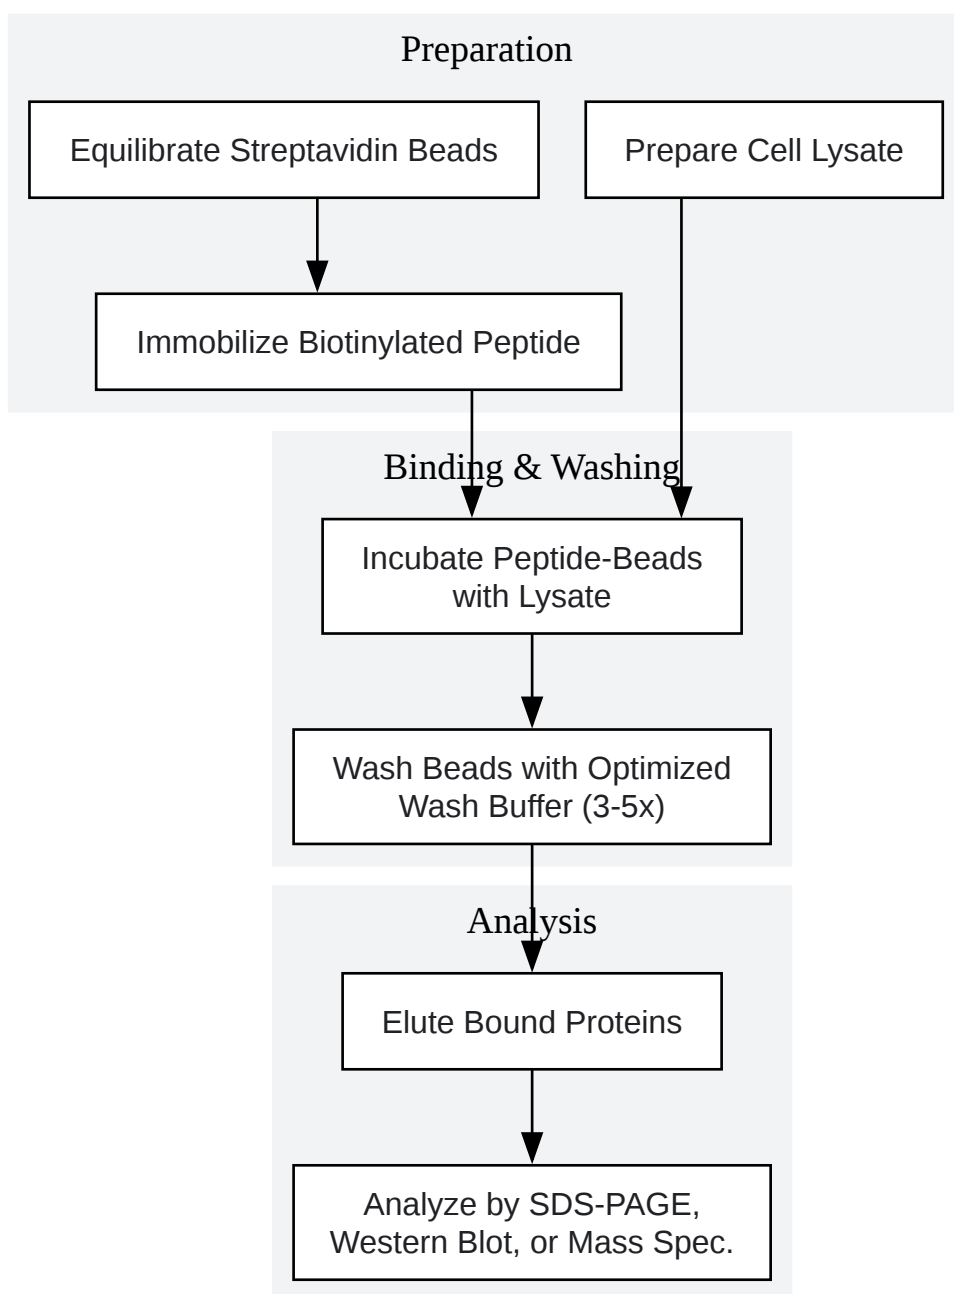 Preparation
Equilibrate Streptavidin Beads
Prepare Cell Lysate
Immobilize Biotinylated Peptide
Binding & Washing
Incubate Peptide-Beads
with Lysate
Wash Beads with Optimized
Wash Buffer (3-5x)
Analysis
Elute Bound Proteins
Analyze by SDS-PAGE,
Western Blot, or Mass Spec.